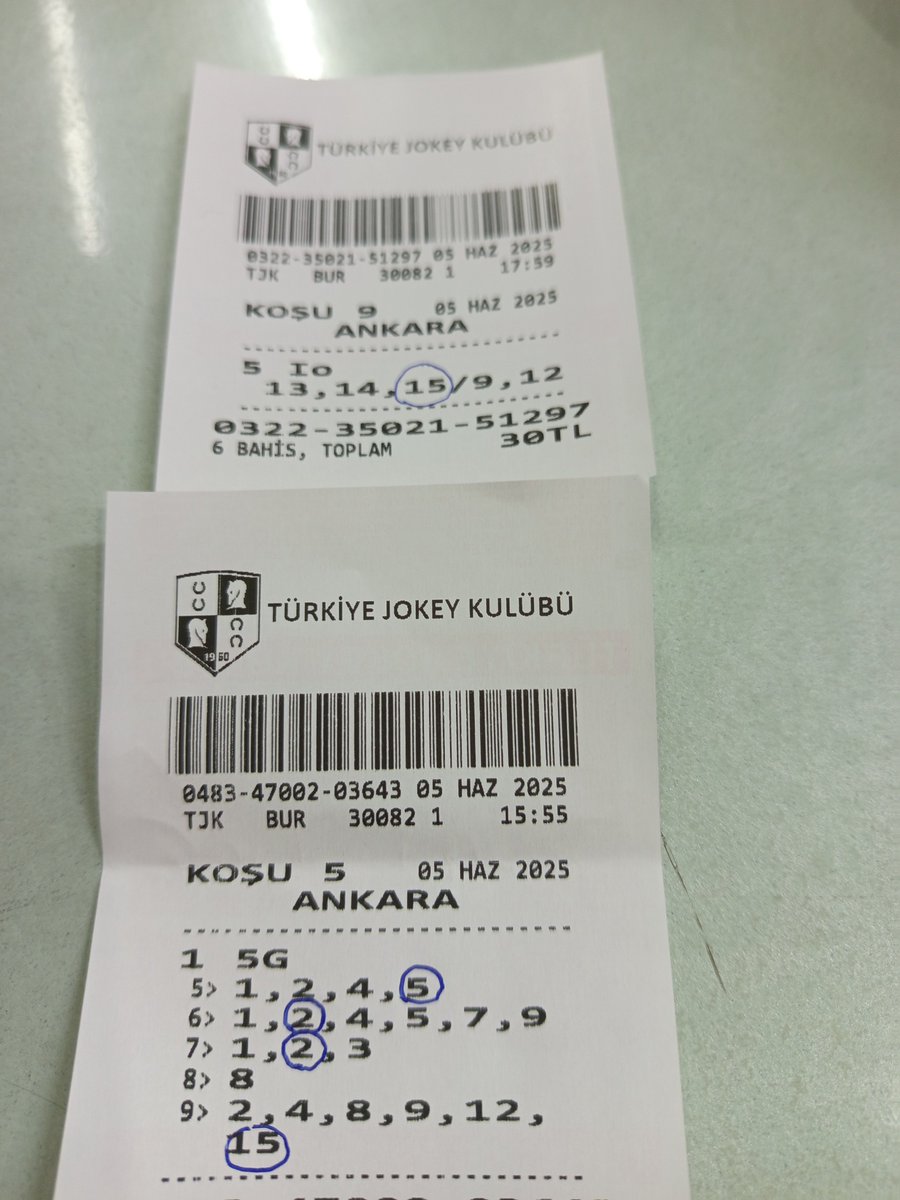 TÜRKİYE JOKEY KULÜBÜ
0322-35021-51297 05 HAZ 2025
TJK BUR 30082 1 17:59
KOŞU 9 05 HAZ 2025
ANKARA
5 Io
13,14,15/9,12
0322-35021-51297
6 BAHİS, TOPLAM 30TL
CC
CC
1950
TÜRKİYE JOKEY KULÜBÜ
0483-47002-03643 05 HAZ 2025
TJK BUR 30082 1 15:55
KOŞU 5 05 HAZ 2025
ANKARA
1 5G
5> 1,2,4,5
6> 1,2,4,5,7,9
7> 1,2,3
8> 8
9> 2,4,8,9,12,
15